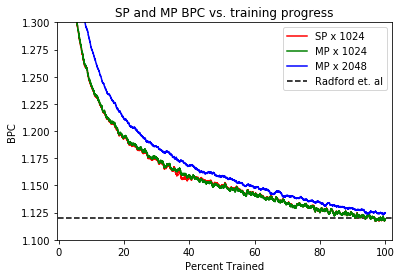 SP and MP BPC vs. training progress
1.300
1.275
1.250
1.225
1.200
1.175
1.150
1.125
1.100
BPC
SP x 1024
MP x 1024
MP x 2048
Radford et. al
0
20
40
60
80
100
Percent Trained